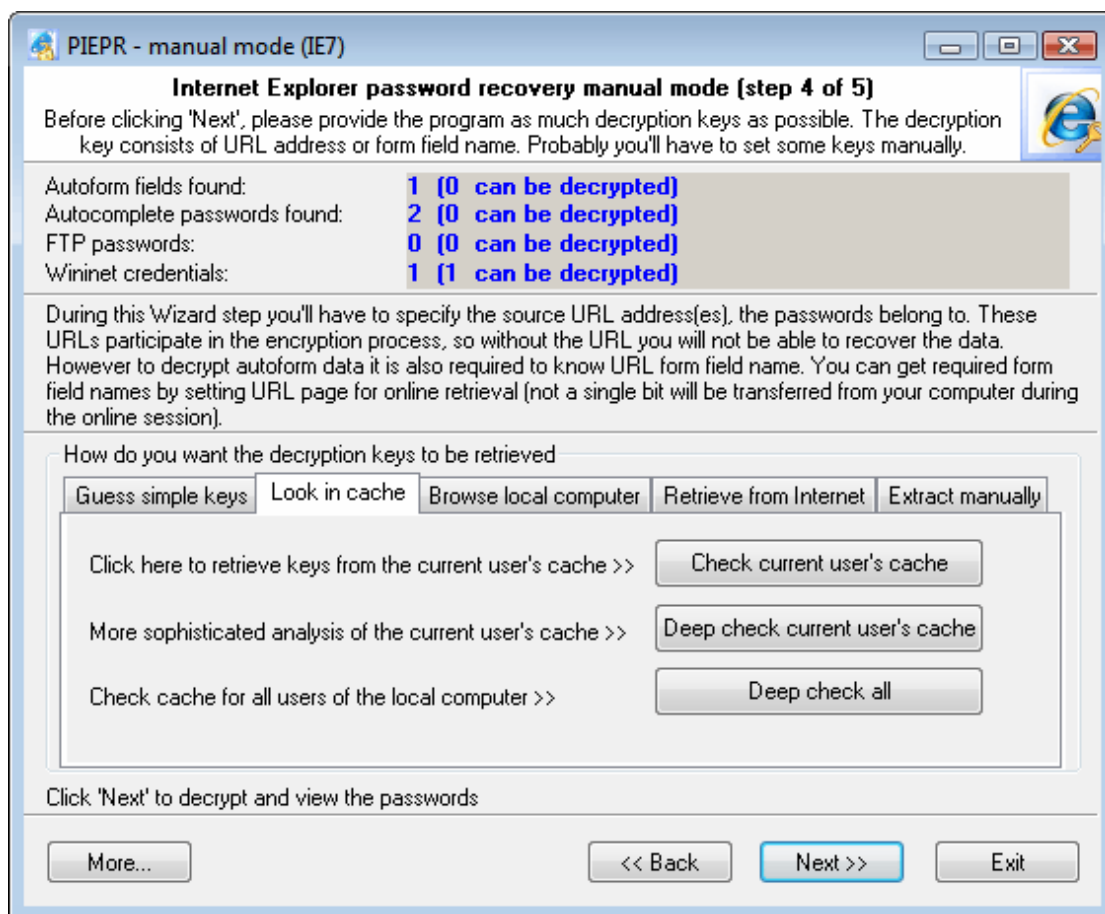 PIEPR - manual mode (IE7)
Internet Explorer password recovery manual mode (step 4 of 5)
Before clicking 'Next', please provide the program as much decryption keys as possible. The decryption
key consists of URL address or form field name. Probably you'll have to set some keys manually.
Autoform fields found: 1 (0 can be decrypted)
Autocomplete passwords found: 2 (0 can be decrypted)
FTP passwords: 0 (0 can be decrypted)
Wininet credentials: 1 (1 can be decrypted)
During this Wizard step you'll have to specify the source URL address(es), the passwords belong to. These
URLs participate in the encryption process, so without the URL you will not be able to recover the data.
However to decrypt autoform data it is also required to know URL form field name. You can get required form
field names by setting URL page for online retrieval (not a single bit will be transferred from your computer during
the online session).
How do you want the decryption keys to be retrieved
Guess simple keys Look in cache Browse local computer Retrieve from Internet Extract manually
Click here to retrieve keys from the current user's cache >> Check current user's cache
More sophisticated analysis of the current user's cache >> Deep check current user's cache
Check cache for all users of the local computer >> Deep check all
Click 'Next' to decrypt and view the passwords
More... << Back Next >> Exit